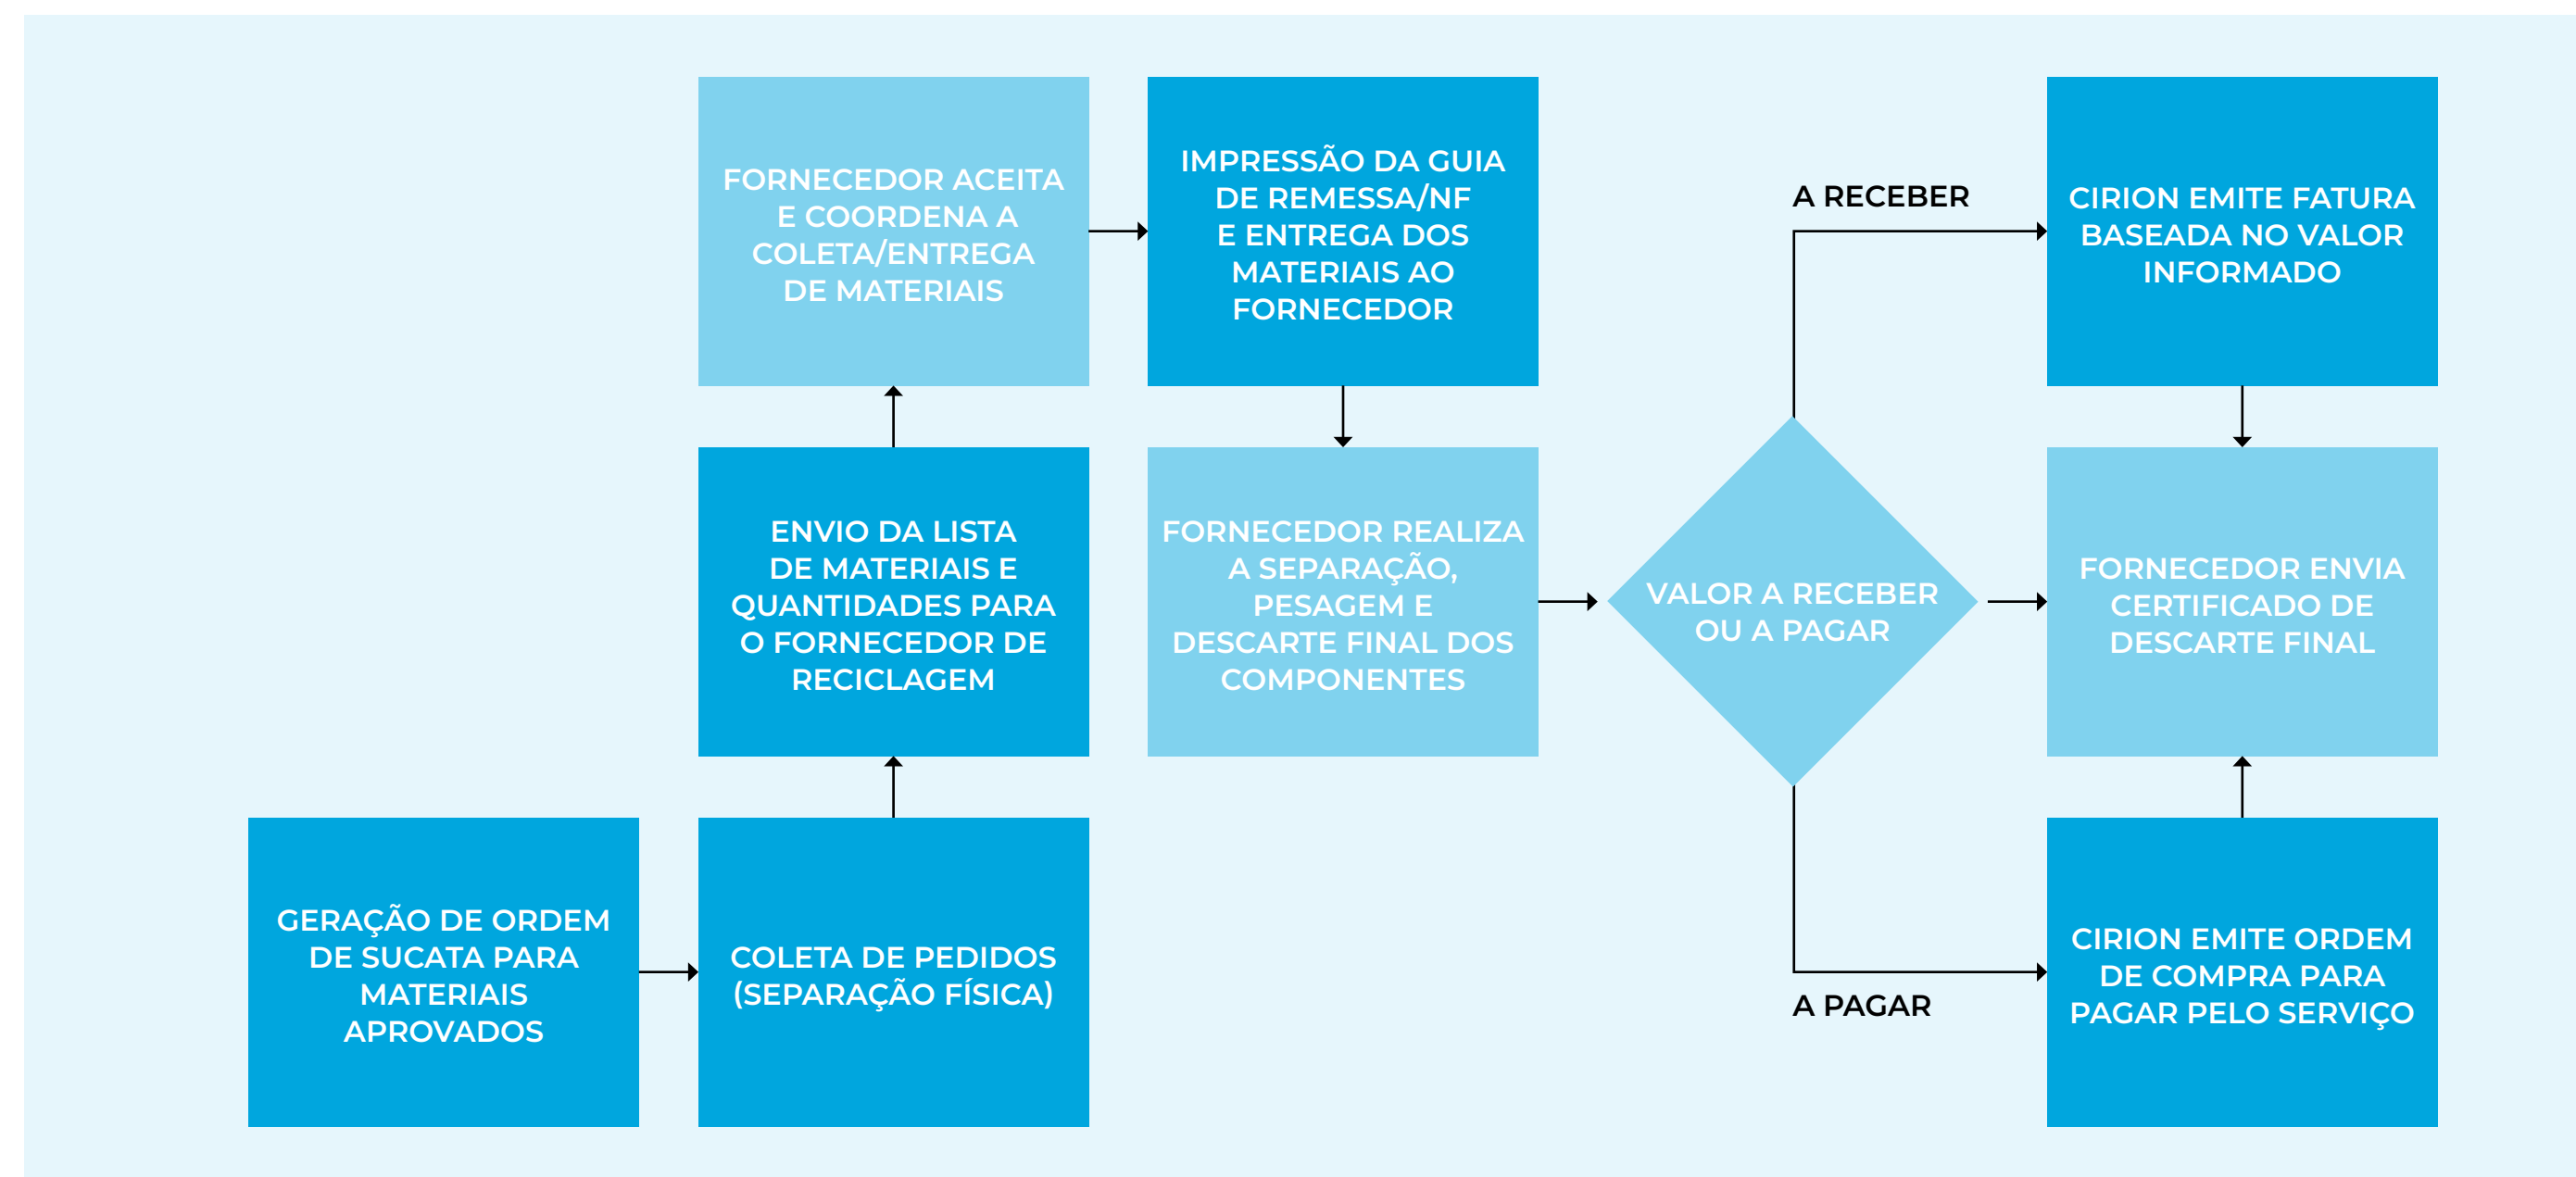 GERAÇÃO DE ORDEM
DE SUCATA PARA
MATERIAIS
APROVADOS
COLETA DE PEDIDOS
(SEPARAÇÃO FÍSICA)
ENVIO DA LISTA
DE MATERIAIS E
QUANTIDADES PARA
O FORNECEDOR DE
RECICLAGEM
FORNECEDOR ACEITA
E COORDENA A
COLETA/ENTREGA
DE MATERIAIS
IMPRESSÃO DA GUIA
DE REMESSA/NF
E ENTREGA DOS
MATERIAIS AO
FORNECEDOR
FORNECEDOR REALIZA
A SEPARAÇÃO,
PESAGEM E
DESCARTE FINAL DOS
COMPONENTES
VALOR A RECEBER
OU A PAGAR
A RECEBER
CIRION EMITE FATURA
BASEADA NO VALOR
INFORMADO
FORNECEDOR ENVIA
CERTIFICADO DE
DESCARTE FINAL
A PAGAR
CIRION EMITE ORDEM
DE COMPRA PARA
PAGAR PELO SERVIÇO